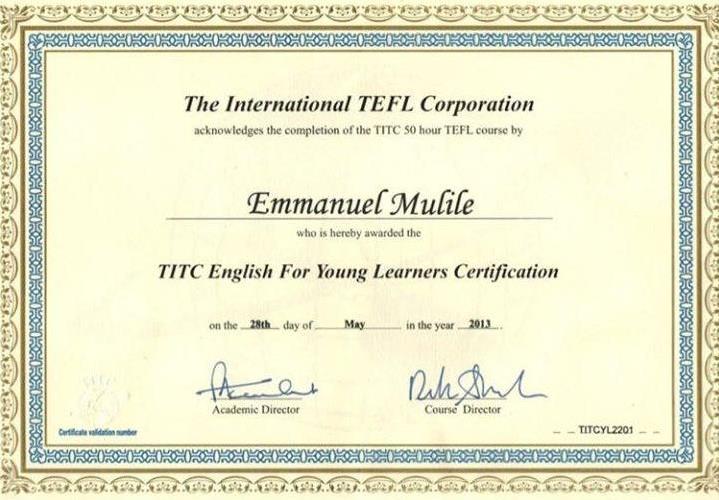 The International TEFL Corporation
acknowledges the completion of the TITC 50 hour TEFL course by
Emmanuel Mulile
who is hereby awarded the
TITC English For Young Learners Certification
on the 28th day of May in the year 2013.
Academic Director
Course Director
Certificate validation number
TITCYL2201